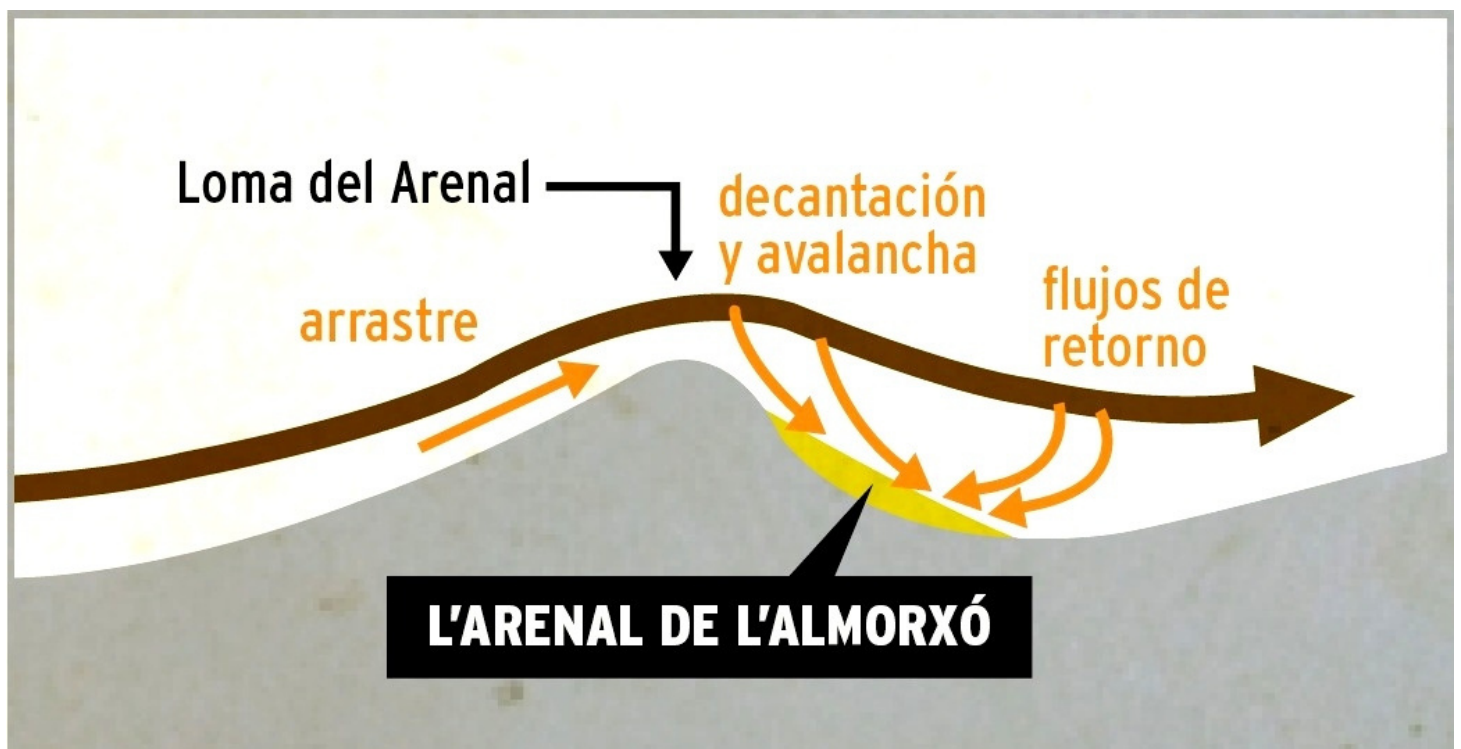 Loma del Arenal
decantación
y avalancha
flujos de
retorno
arrastre
L'ARENAL DE L'ALMORXÓ